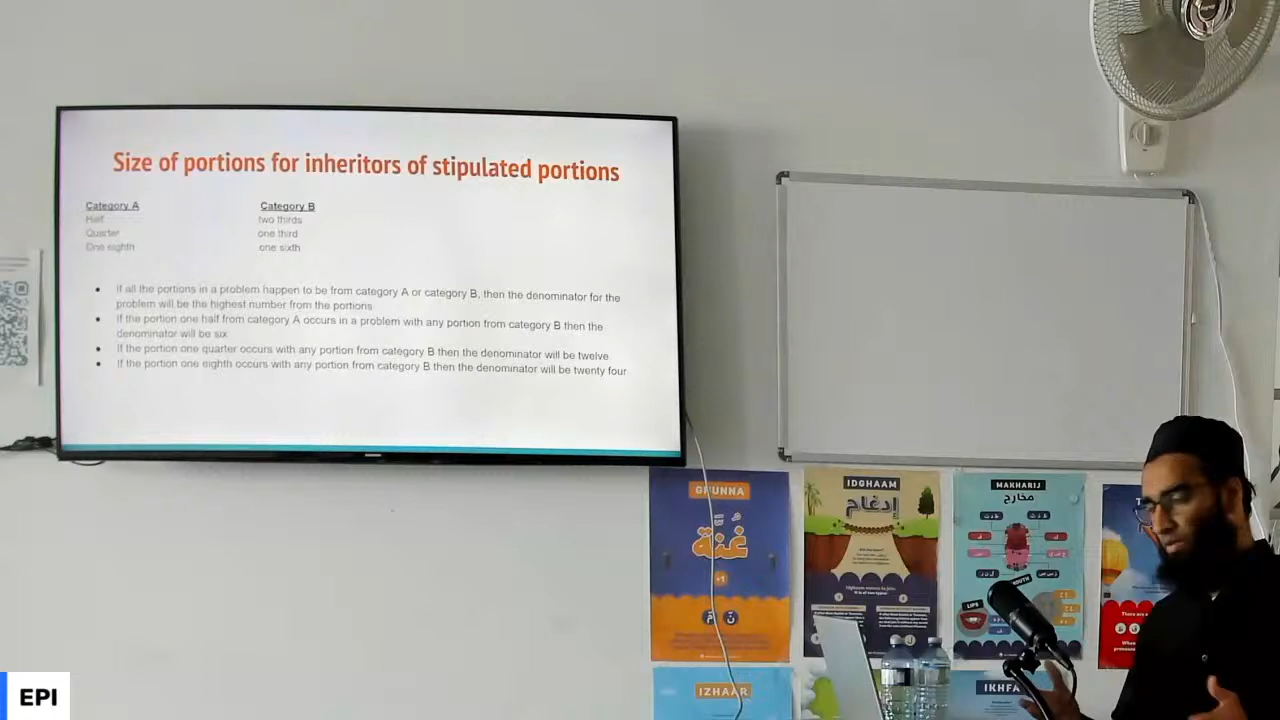 Size of portions for inheritors of stipulated portions
Category A
Half
Quarter
One eighth
Category B
two thirds
one third
one sixth
If all the portions in a problem happen to be from category A or category B, then the denominator for the
problem will be the highest number from the portions
If the portion one half from category A occurs in a problem with any portion from category B then the
denominator will be six
If the portion one quarter occurs with any portion from category B then the denominator will be twelve
If the portion one eighth occurs with any portion from category B then the denominator will be twenty four
GHUNNA
غُنَّة
IDGHAAM
إدغام
MAKHARIJ
مخارج
MOUTH
LIPS
There are
IZHAAR
IKHFA
EPI